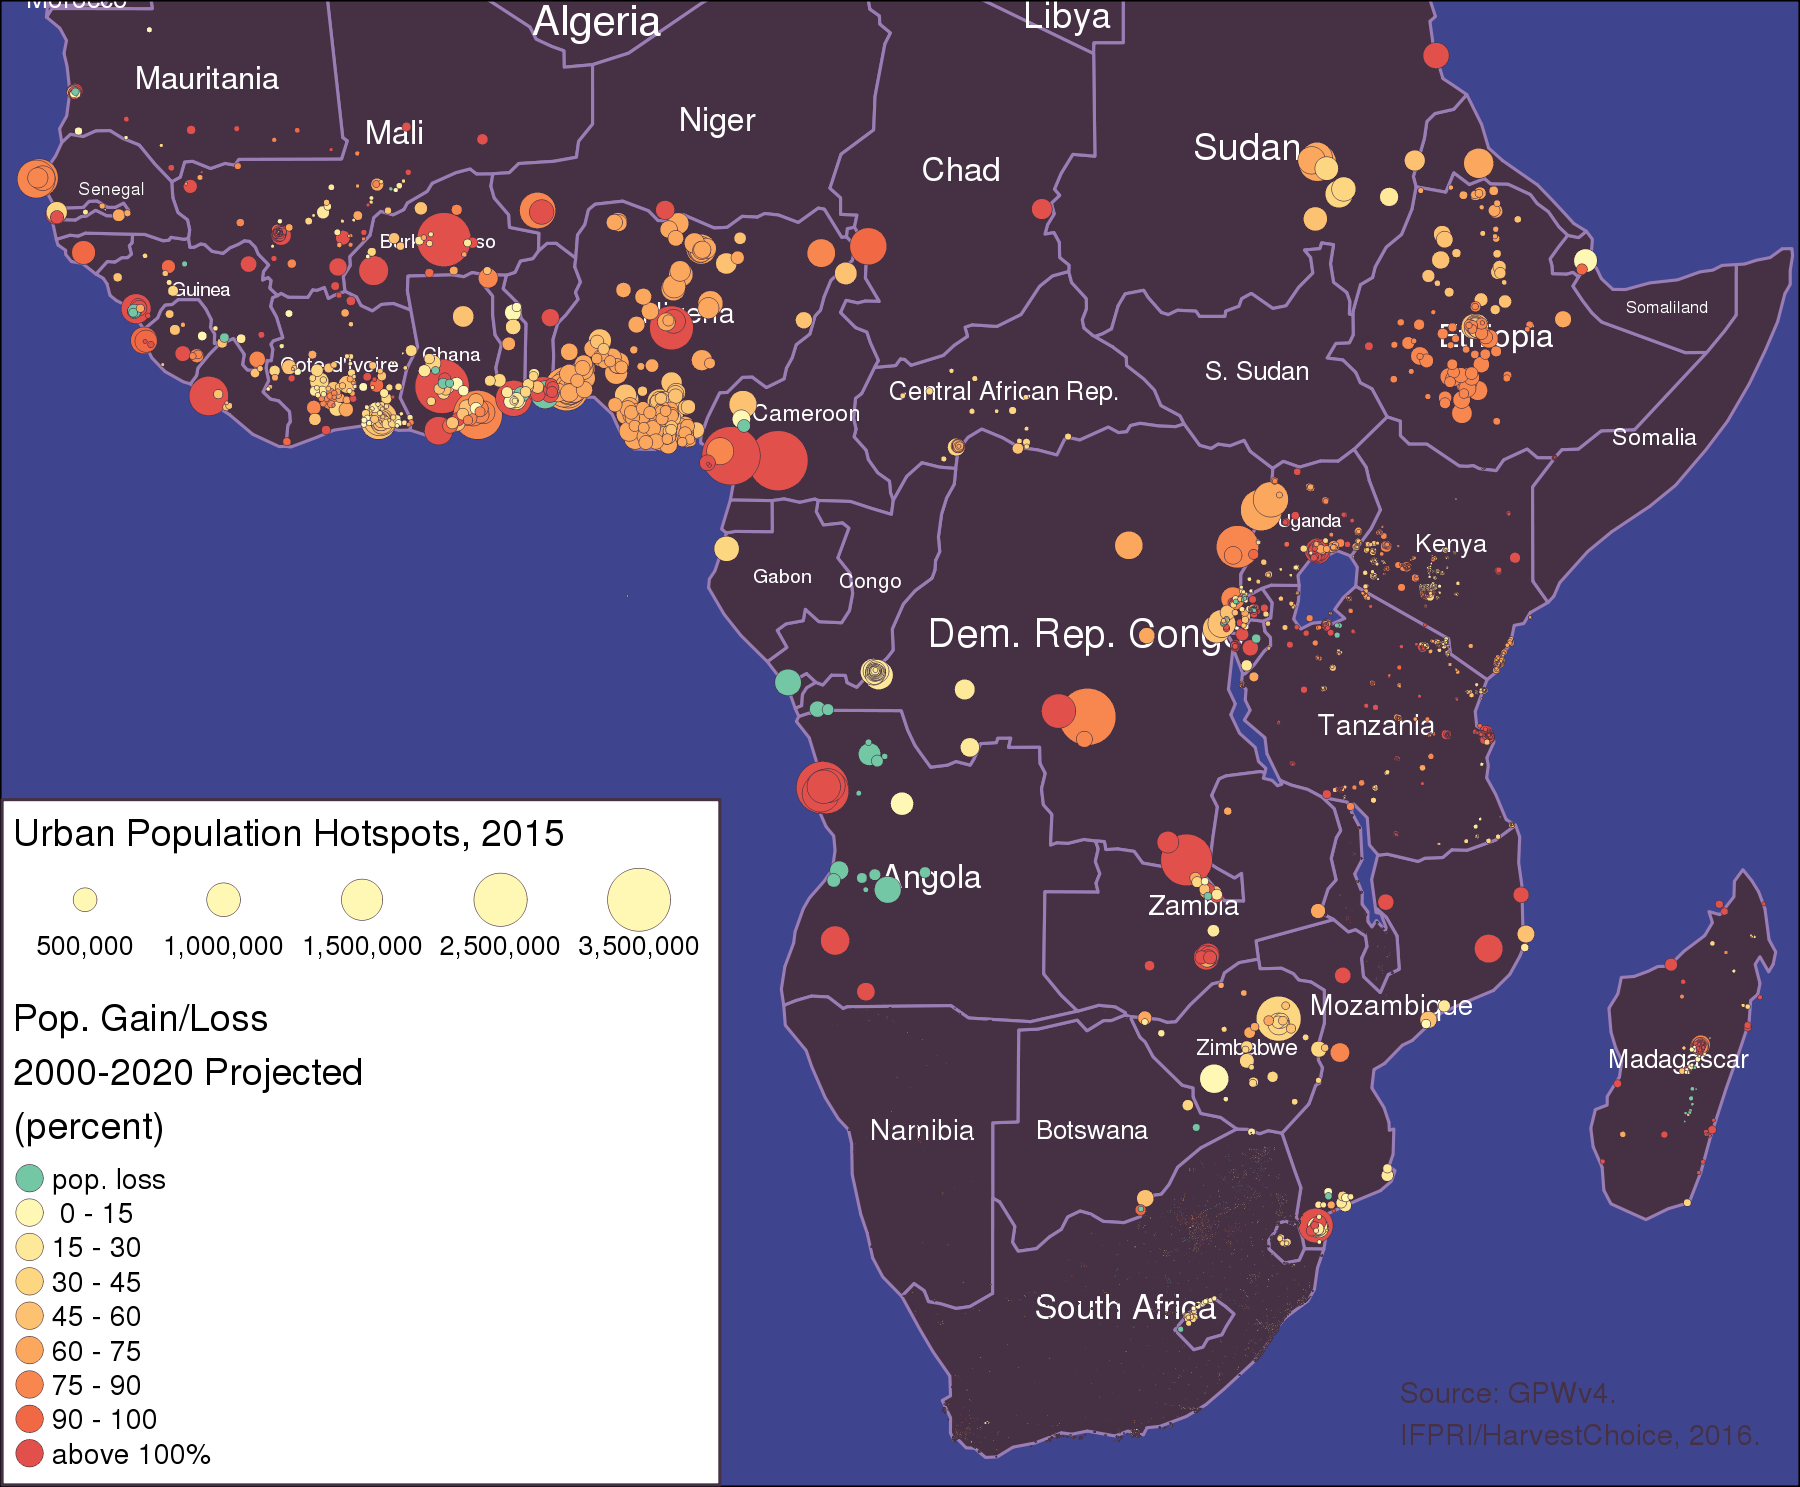 Morocco
Algeria
Libya
Mauritania
Mali
Niger
Chad
Sudan
Senegal
Burkina Faso
Guinea
Nigeria
Somaliland
Ethiopia
Ghana
Cote d'Ivoire
S. Sudan
Central African Rep.
Cameroon
Somalia
Uganda
Kenya
Gabon
Congo
Dem. Rep. Congo
Tanzania
Angola
Zambia
Mozambique
Zimbabwe
Madagascar
Namibia
Botswana
South Africa
Urban Population Hotspots, 2015
500,000 1,000,000 1,500,000 2,500,000 3,500,000
Pop. Gain/Loss
2000-2020 Projected
(percent)
pop. loss
0 - 15
15 - 30
30 - 45
45 - 60
60 - 75
75 - 90
90 - 100
above 100%
Source: GPWv4.
IFPRI/HarvestChoice, 2016.